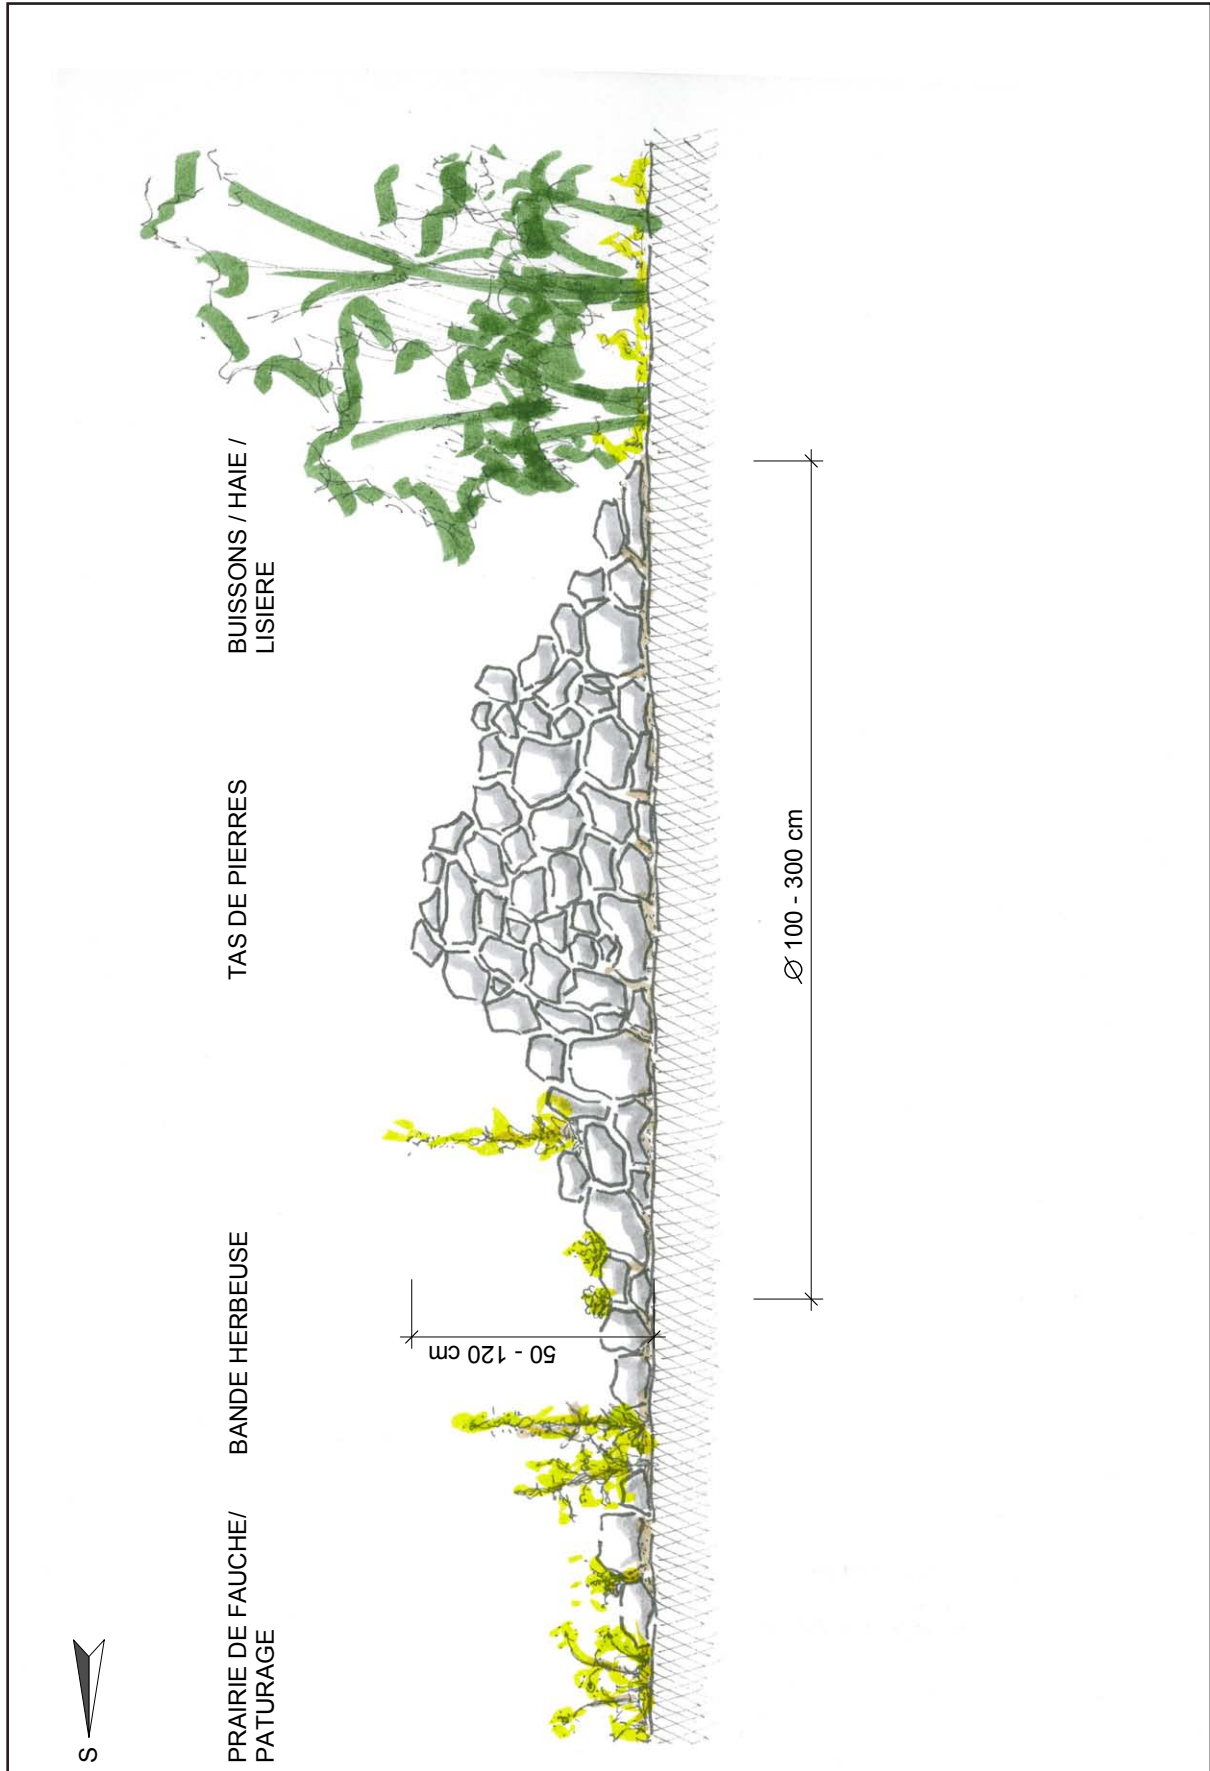 S
PRAIRIE DE FAUCHE/
PATURAGE
BANDE HERBEUSE
TAS DE PIERRES
BUISSONS / HAIE /
LISIERE
50 - 120 cm
Ø 100 - 300 cm